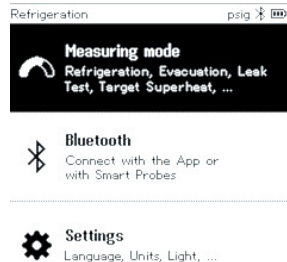 Refrigeration psig
Measuring mode
Refrigeration, Evacuation, Leak
Test, Target Superheat, ...
Bluetooth
Connect with the App or
with Smart Probes
Settings
Language, Units, Light, ...